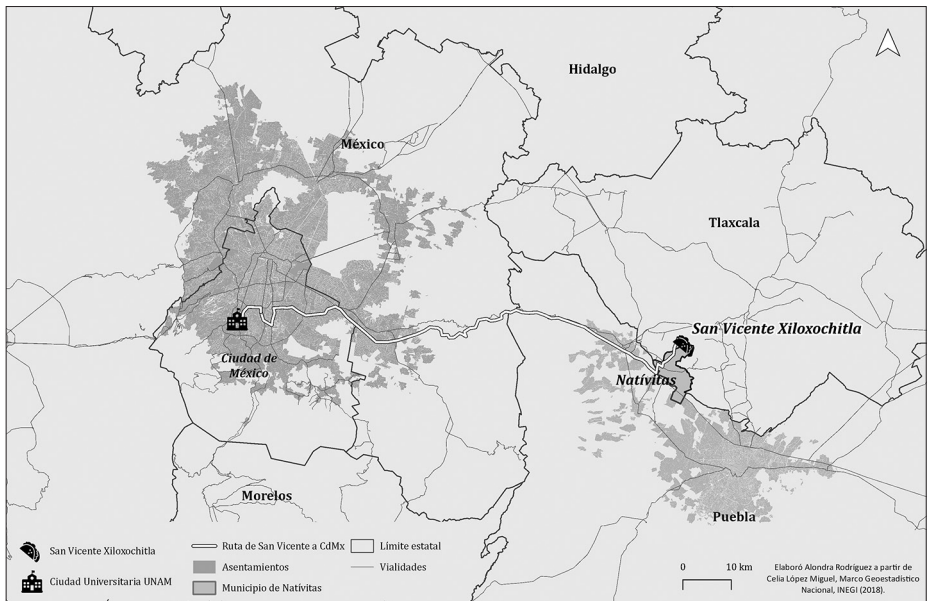 Hidalgo
México
Tlaxcala
San Vicente Xiloxochitla
Ciudad de
México
Natívitas
Morelos
Puebla
San Vicente Xiloxochitla
Ciudad Universitaria UNAM
Ruta de San Vicente a CdMx
Asentamientos
Municipio de Natívitas
Límite estatal
Vialidades
0 10 km
Elaboró Alondra Rodríguez a partir de
Celia López Miguel, Marco Geoestadístico
Nacional, INEGI (2018).